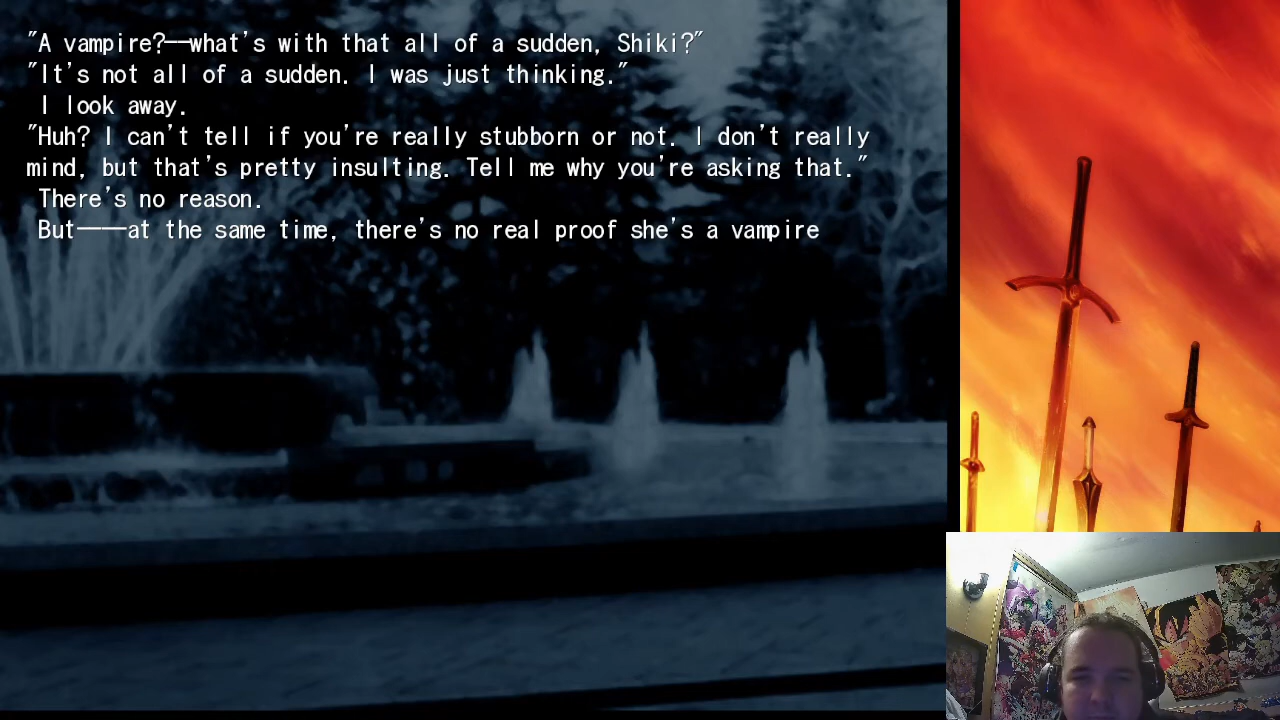 "A vampire?──what's with that all of a sudden, Shiki?"
"It's not all of a sudden. I was just thinking."
I look away.
"Huh? I can't tell if you're really stubborn or not. I don't really
mind, but that's pretty insulting. Tell me why you're asking that."
There's no reason.
But───at the same time, there's no real proof she's a vampire